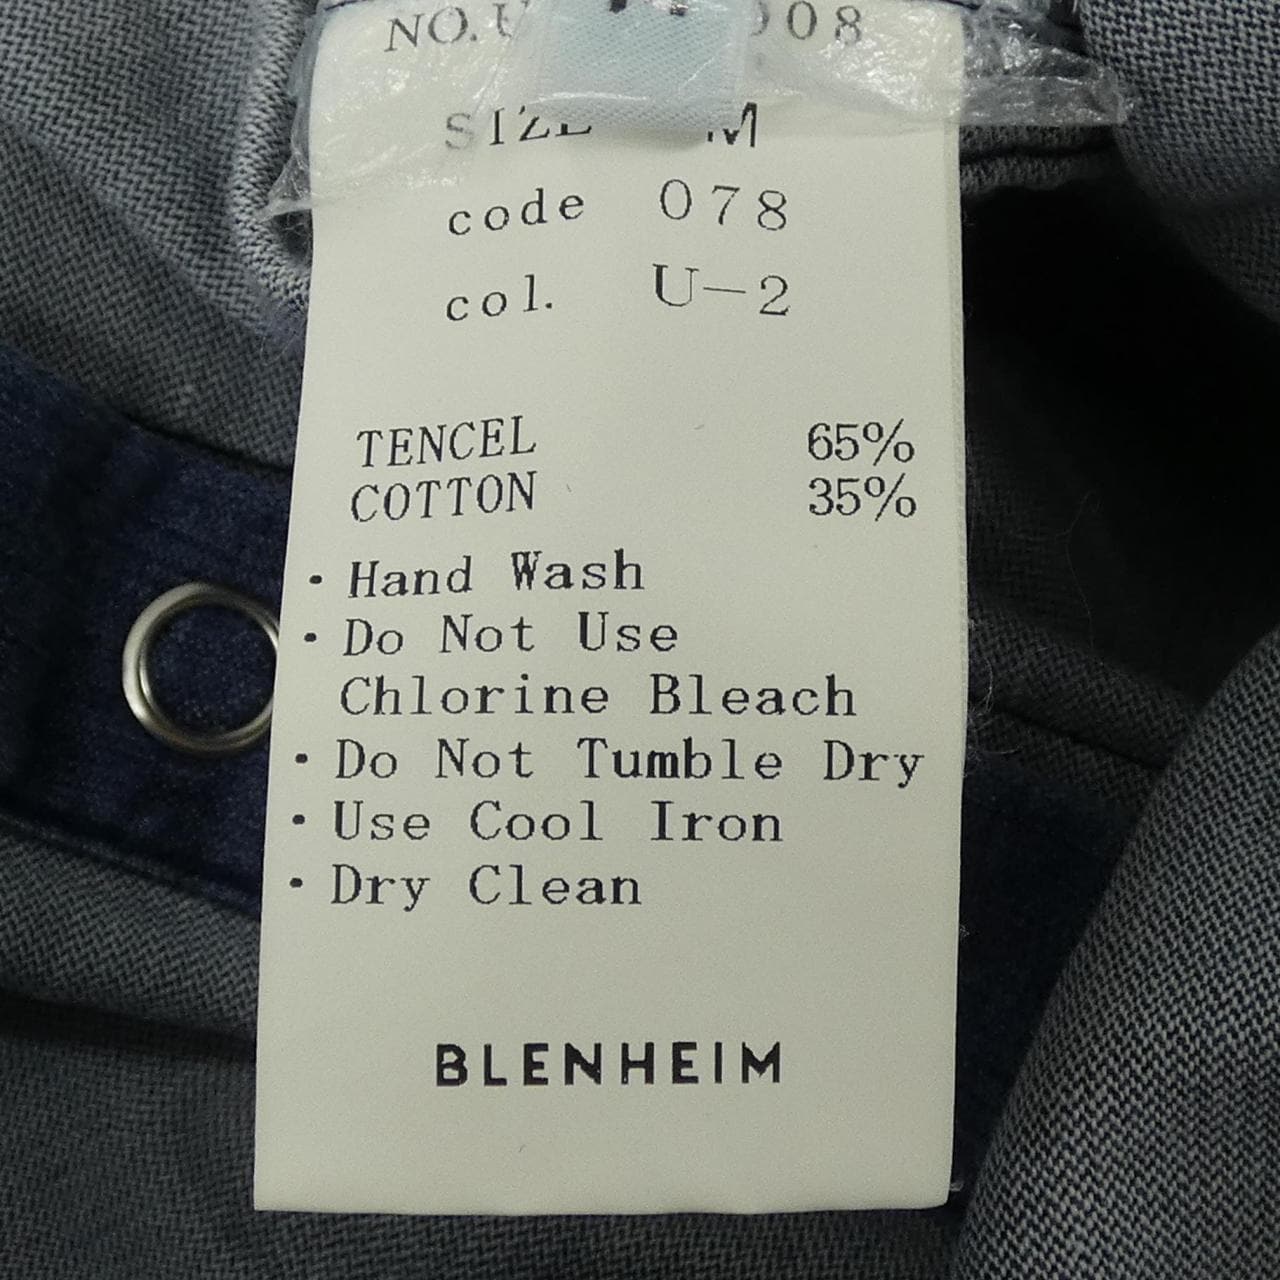 SIZE M
code 078
col. U-2
TENCEL 65%
COTTON 35%
・Hand Wash
・Do Not Use
Chlorine Bleach
・Do Not Tumble Dry
・Use Cool Iron
・Dry Clean
BLENHEIM